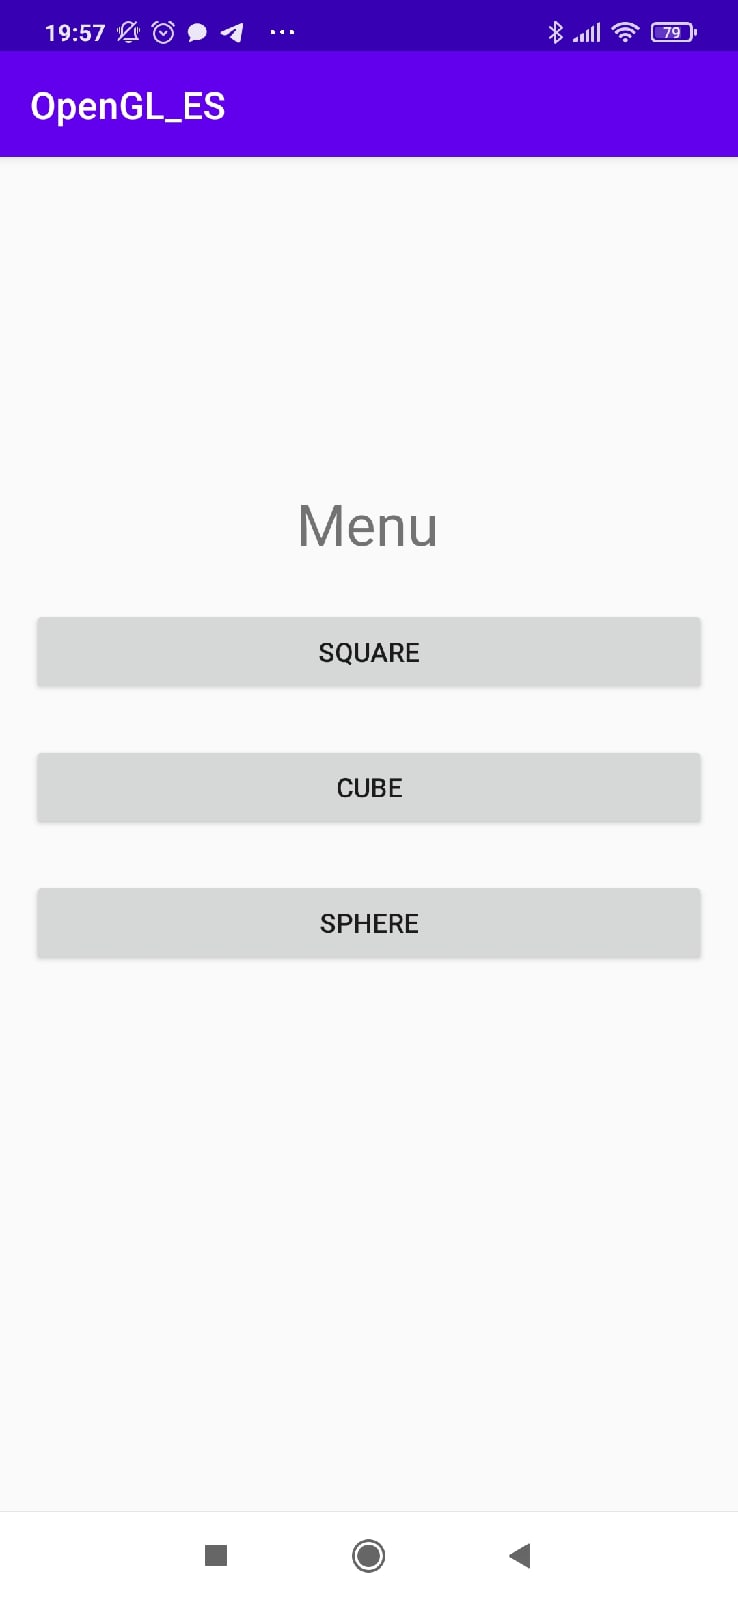 19:57
79
OpenGL_ES
Menu
SQUARE
CUBE
SPHERE